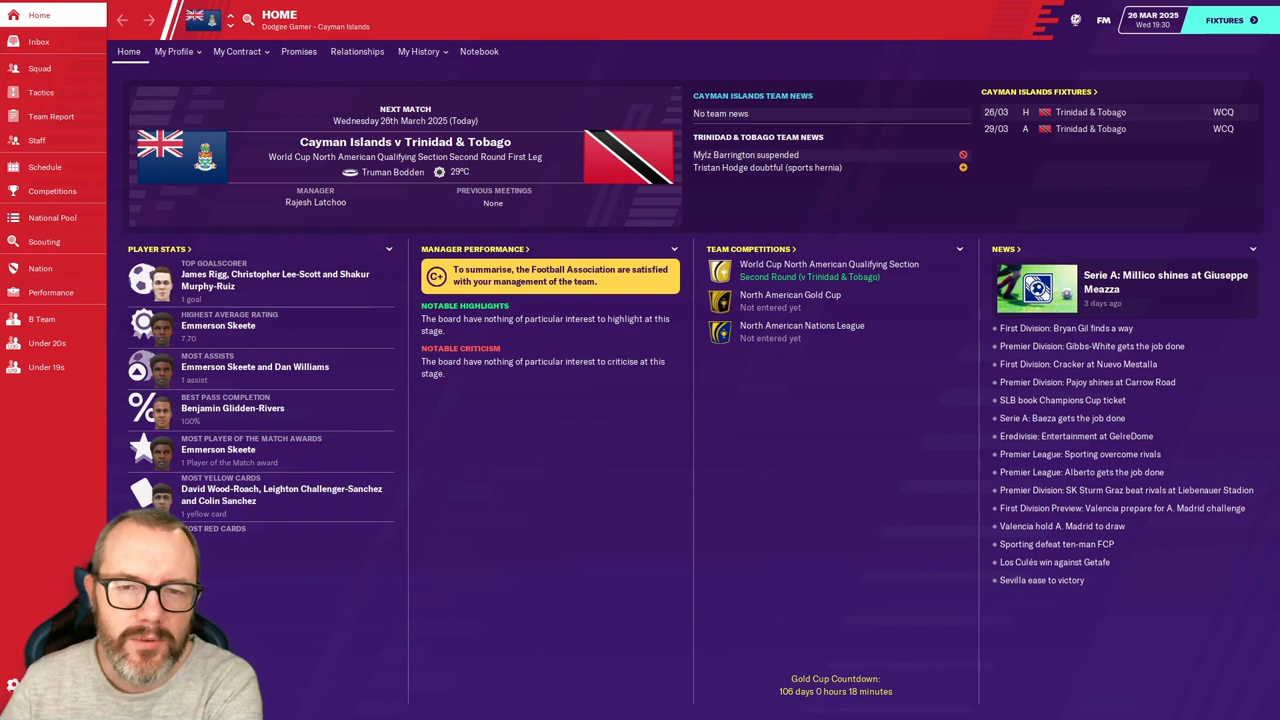 Home
Inbox
Squad
Tactics
Team Report
Staff
Schedule
Competitions
National Pool
Scouting
Nation
Performance
B Team
Under 20s
Under 19s
HOME
Dodgee Gamer - Cayman Islands
FM
26 MAR 2025
Wed 19:30
FIXTURES
Home
My Profile
My Contract
Promises
Relationships
My History
Notebook
NEXT MATCH
Wednesday 26th March 2025 (Today)
Cayman Islands v Trinidad & Tobago
World Cup North American Qualifying Section Second Round First Leg
Truman Bodden 29°C
MANAGER
Rajesh Latchoo
PREVIOUS MEETINGS
None
CAYMAN ISLANDS TEAM NEWS
No team news
TRINIDAD & TOBAGO TEAM NEWS
Mylz Barrington suspended
Tristan Hodge doubtful (sports hernia)
CAYMAN ISLANDS FIXTURES >
26/03 H Trinidad & Tobago WCQ
29/03 A Trinidad & Tobago WCQ
PLAYER STATS >
TOP GOALSCORER
James Rigg, Christopher Lee-Scott and Shakur
Murphy-Ruiz
1 goal
HIGHEST AVERAGE RATING
Emmerson Skeete
7.70
MOST ASSISTS
Emmerson Skeete and Dan Williams
1 assist
BEST PASS COMPLETION
Benjamin Glidden-Rivers
100%
MOST PLAYER OF THE MATCH AWARDS
Emmerson Skeete
1 Player of the Match award
MOST YELLOW CARDS
David Wood-Roach, Leighton Challenger-Sanchez
and Colin Sanchez
1 yellow card
MOST RED CARDS
MANAGER PERFORMANCE >
C+
To summarise, the Football Association are satisfied
with your management of the team.
NOTABLE HIGHLIGHTS
The board have nothing of particular interest to highlight at this
stage.
NOTABLE CRITICISM
The board have nothing of particular interest to criticise at this
stage.
TEAM COMPETITIONS >
World Cup North American Qualifying Section
Second Round (v Trinidad & Tobago)
North American Gold Cup
Not entered yet
North American Nations League
Not entered yet
Gold Cup Countdown:
106 days 0 hours 18 minutes
NEWS >
Serie A: Millico shines at Giuseppe
Meazza
3 days ago
First Division: Bryan Gil finds a way
Premier Division: Gibbs-White gets the job done
First Division: Cracker at Nuevo Mestalla
Premier Division: Pajoy shines at Carrow Road
SLB book Champions Cup ticket
Serie A: Baeza gets the job done
Eredivisie: Entertainment at GelreDome
Premier League: Sporting overcome rivals
Premier League: Alberto gets the job done
Premier Division: SK Sturm Graz beat rivals at Liebenauer Stadion
First Division Preview: Valencia prepare for A. Madrid challenge
Valencia hold A. Madrid to draw
Sporting defeat ten-man FCP
Los Culés win against Getafe
Sevilla ease to victory